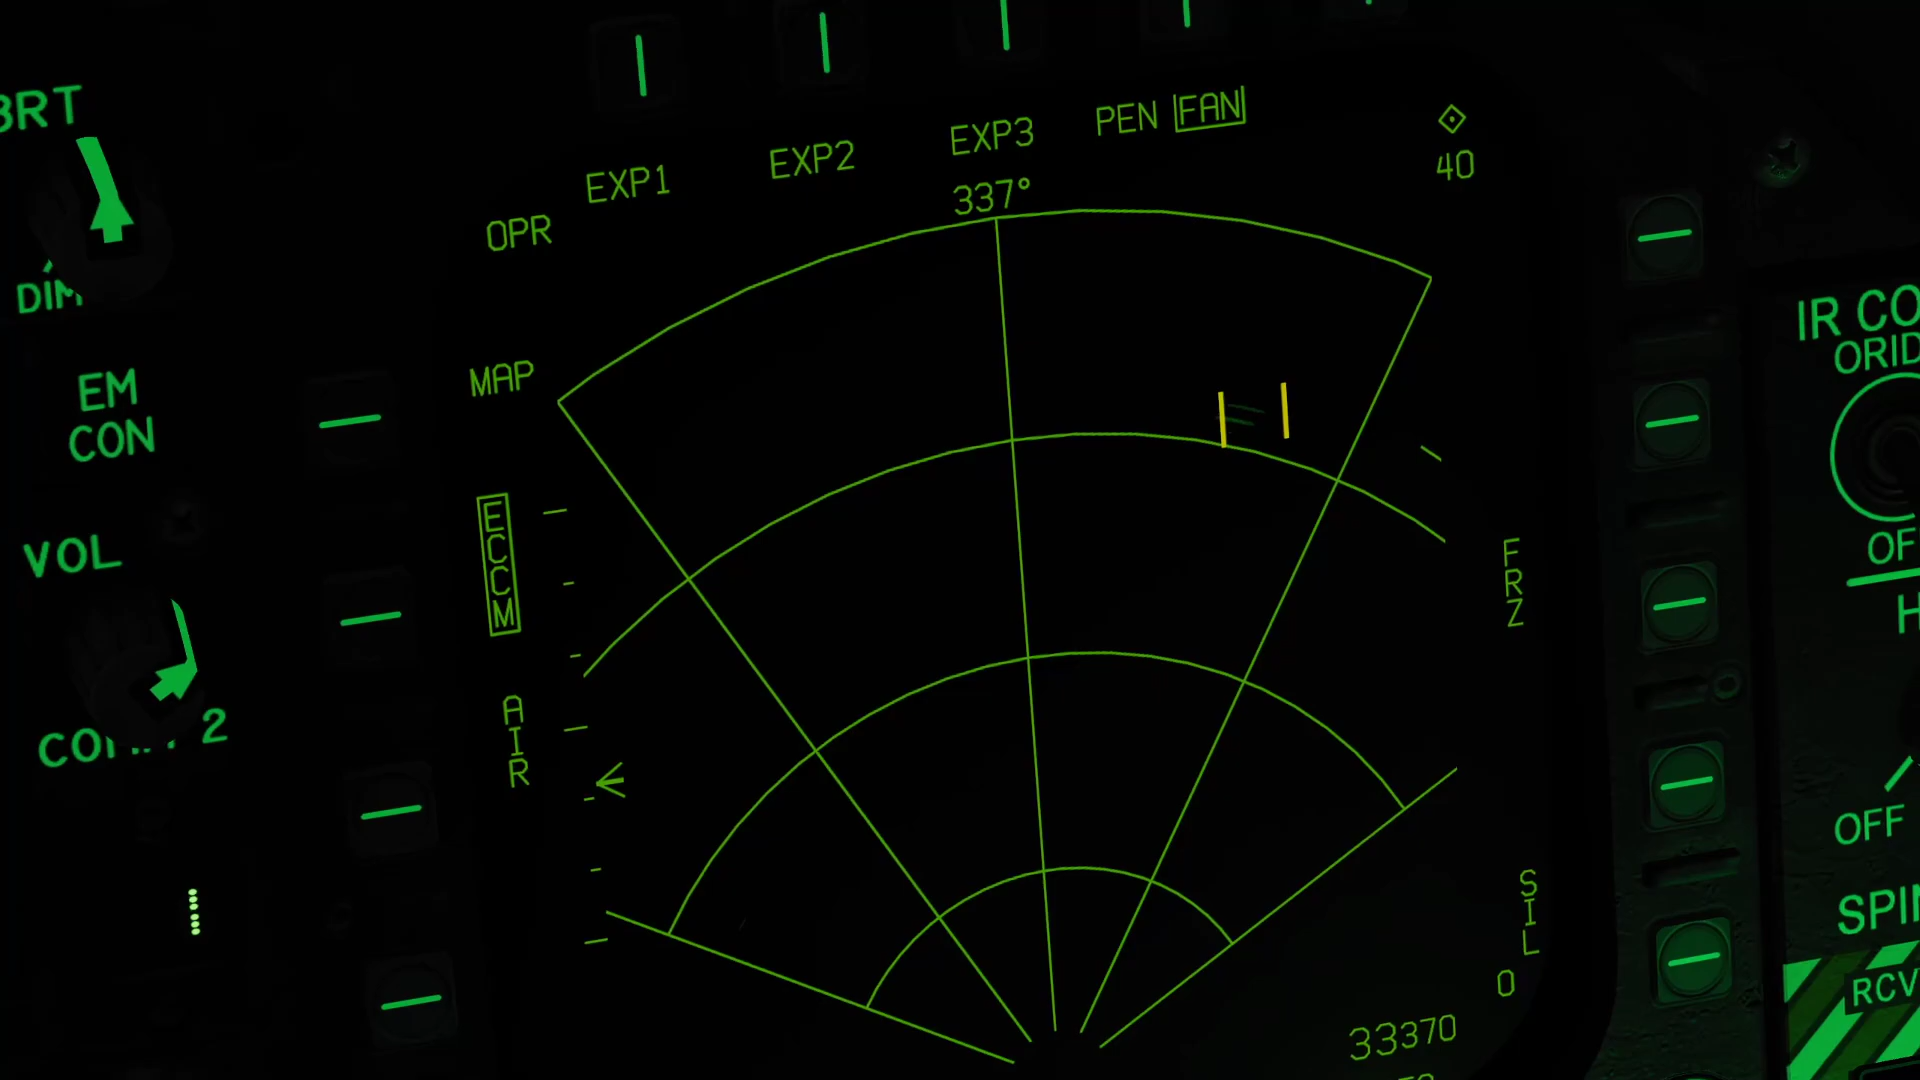 BRT
PEN FAN
EXP3
40
EXP2
EXP1
337°
OPR
DIM
MAP
EM
CON
ECCM
FRZ
VOL
AIR
2
SIL
0
33370
IR CO
ORID
OF
H
OFF
SPIN
RCV